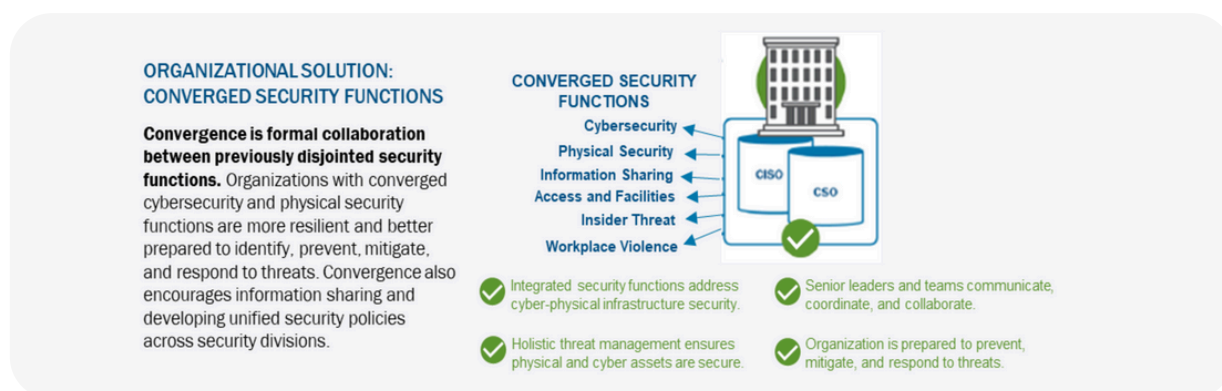 ORGANIZATIONAL SOLUTION:
CONVERGED SECURITY FUNCTIONS
Convergence is formal collaboration
between previously disjointed security
functions. Organizations with converged
cybersecurity and physical security
functions are more resilient and better
prepared to identify, prevent, mitigate,
and respond to threats. Convergence also
encourages information sharing and
developing unified security policies
across security divisions.
CONVERGED SECURITY
FUNCTIONS
Cybersecurity
Physical Security
Information Sharing
Access and Facilities
Insider Threat
Workplace Violence
CISO
CSO
Integrated security functions address
cyber-physical infrastructure security.
Senior leaders and teams communicate,
coordinate, and collaborate.
Holistic threat management ensures
physical and cyber assets are secure.
Organization is prepared to prevent,
mitigate, and respond to threats.